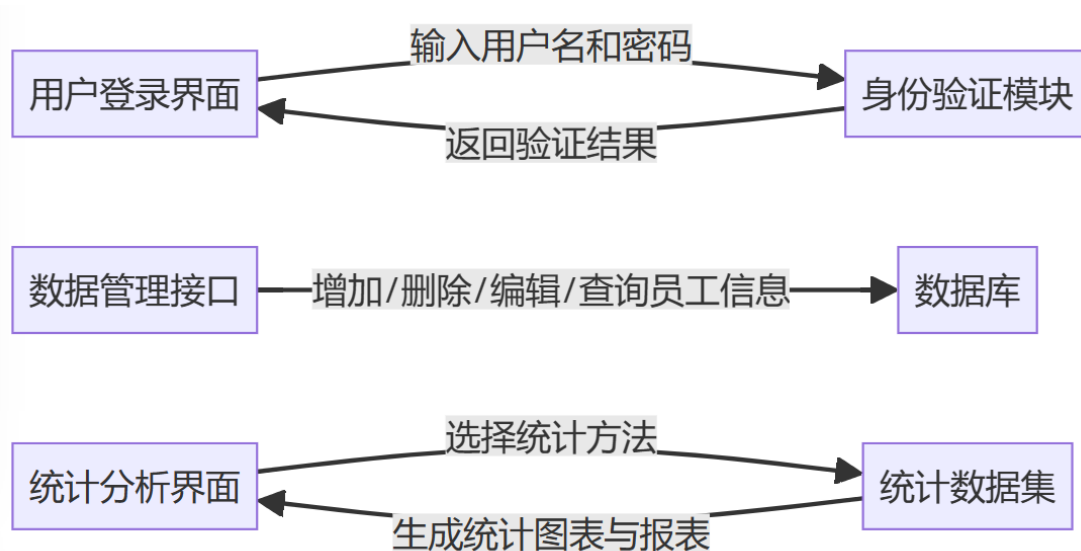 输入用户名和密码
用户登录界面
身份验证模块
返回验证结果
数据管理接口
增加/删除/编辑/查询员工信息
数据库
选择统计方法
统计分析界面
统计数据集
生成统计图表与报表